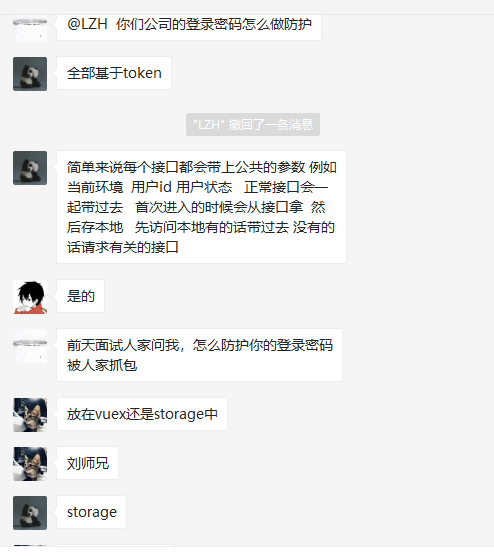 @LZH 你们公司的登录密码怎么做防护
全部基于token
"LZH" 撤回了一条消息
简单来说每个接口都会带上公共的参数 例如
当前环境 用户id 用户状态 正常接口会一
起带过去 首次进入的时候会从接口拿 然
后存本地 先访问本地有的话带过去 没有的
话请求有关的接口
是的
前天面试人家问我，怎么防护你的登录密码
被人家抓包
放在vuex还是storage中
刘师兄
storage